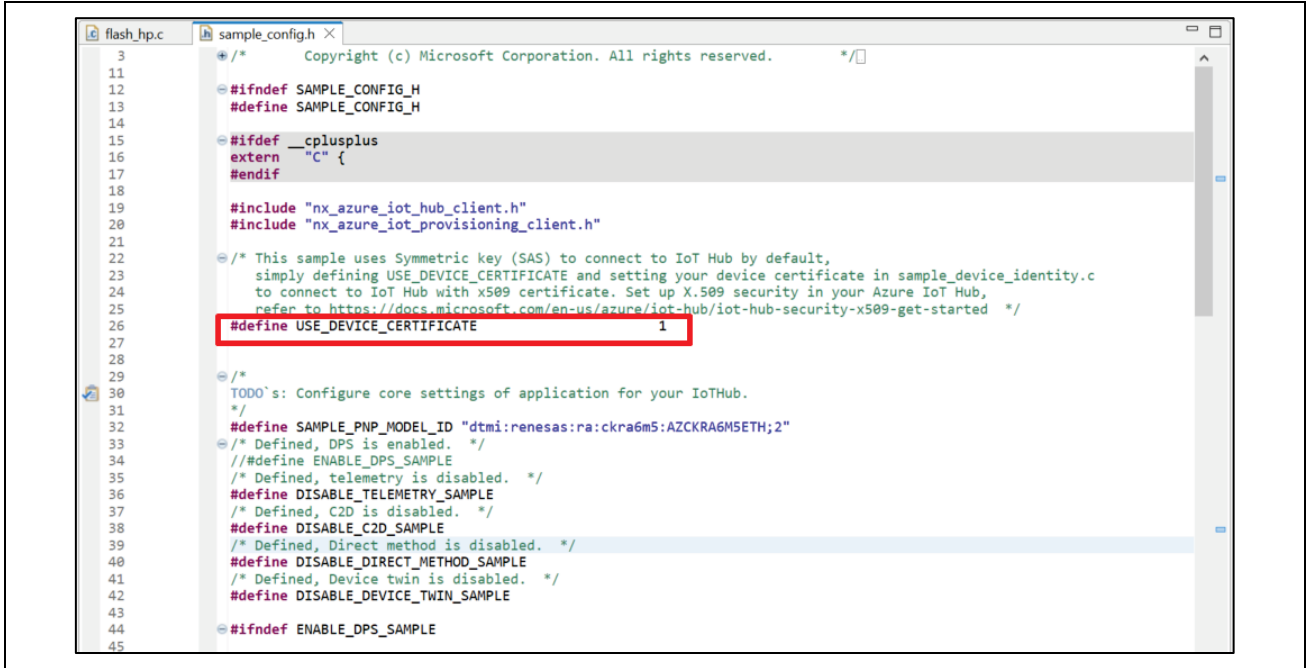 flash_hp.c sample_config.h
3 /* Copyright (c) Microsoft Corporation. All rights reserved. */
11
12 #ifndef SAMPLE_CONFIG_H
13 #define SAMPLE_CONFIG_H
14
15 #ifdef __cplusplus
16 extern "C" {
17 #endif
18
19 #include "nx_azure_iot_hub_client.h"
20 #include "nx_azure_iot_provisioning_client.h"
21
22 /* This sample uses Symmetric key (SAS) to connect to IoT Hub by default,
23 simply defining USE_DEVICE_CERTIFICATE and setting your device certificate in sample_device_identity.c
24 to connect to IoT Hub with x509 certificate. Set up X.509 security in your Azure IoT Hub,
25 refer to https://docs.microsoft.com/en-us/azure/iot-hub/iot-hub-security-x509-get-started */
26 #define USE_DEVICE_CERTIFICATE 1
27
28
29 /*
30 TODO`s: Configure core settings of application for your IoTHub.
31 */
32 #define SAMPLE_PNP_MODEL_ID "dtmi:renesas:ra:ckra6m5:AZCKRA6M5ETH;2"
33 /* Defined, DPS is enabled. */
34 //#define ENABLE_DPS_SAMPLE
35 /* Defined, telemetry is disabled. */
36 #define DISABLE_TELEMETRY_SAMPLE
37 /* Defined, C2D is disabled. */
38 #define DISABLE_C2D_SAMPLE
39 /* Defined, Direct method is disabled. */
40 #define DISABLE_DIRECT_METHOD_SAMPLE
41 /* Defined, Device twin is disabled. */
42 #define DISABLE_DEVICE_TWIN_SAMPLE
43
44 #ifndef ENABLE_DPS_SAMPLE
45